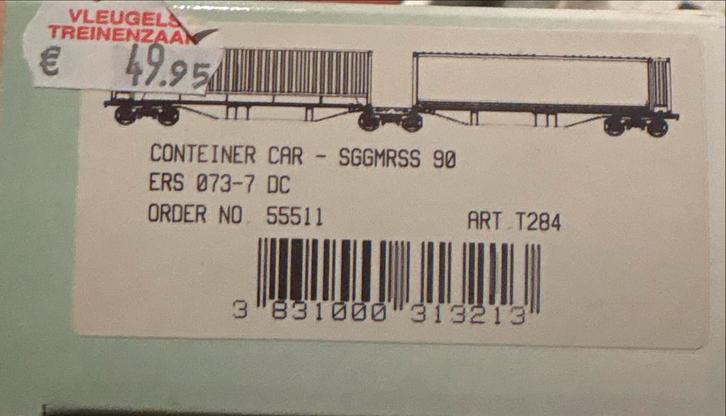 VLEUGELS
TREINENZAAK
€ 49.95
CONTEINER CAR - SGGMRSS 90
ERS 073-7 DC
ORDER NO. 55511 ART. T284
3 831000 313213